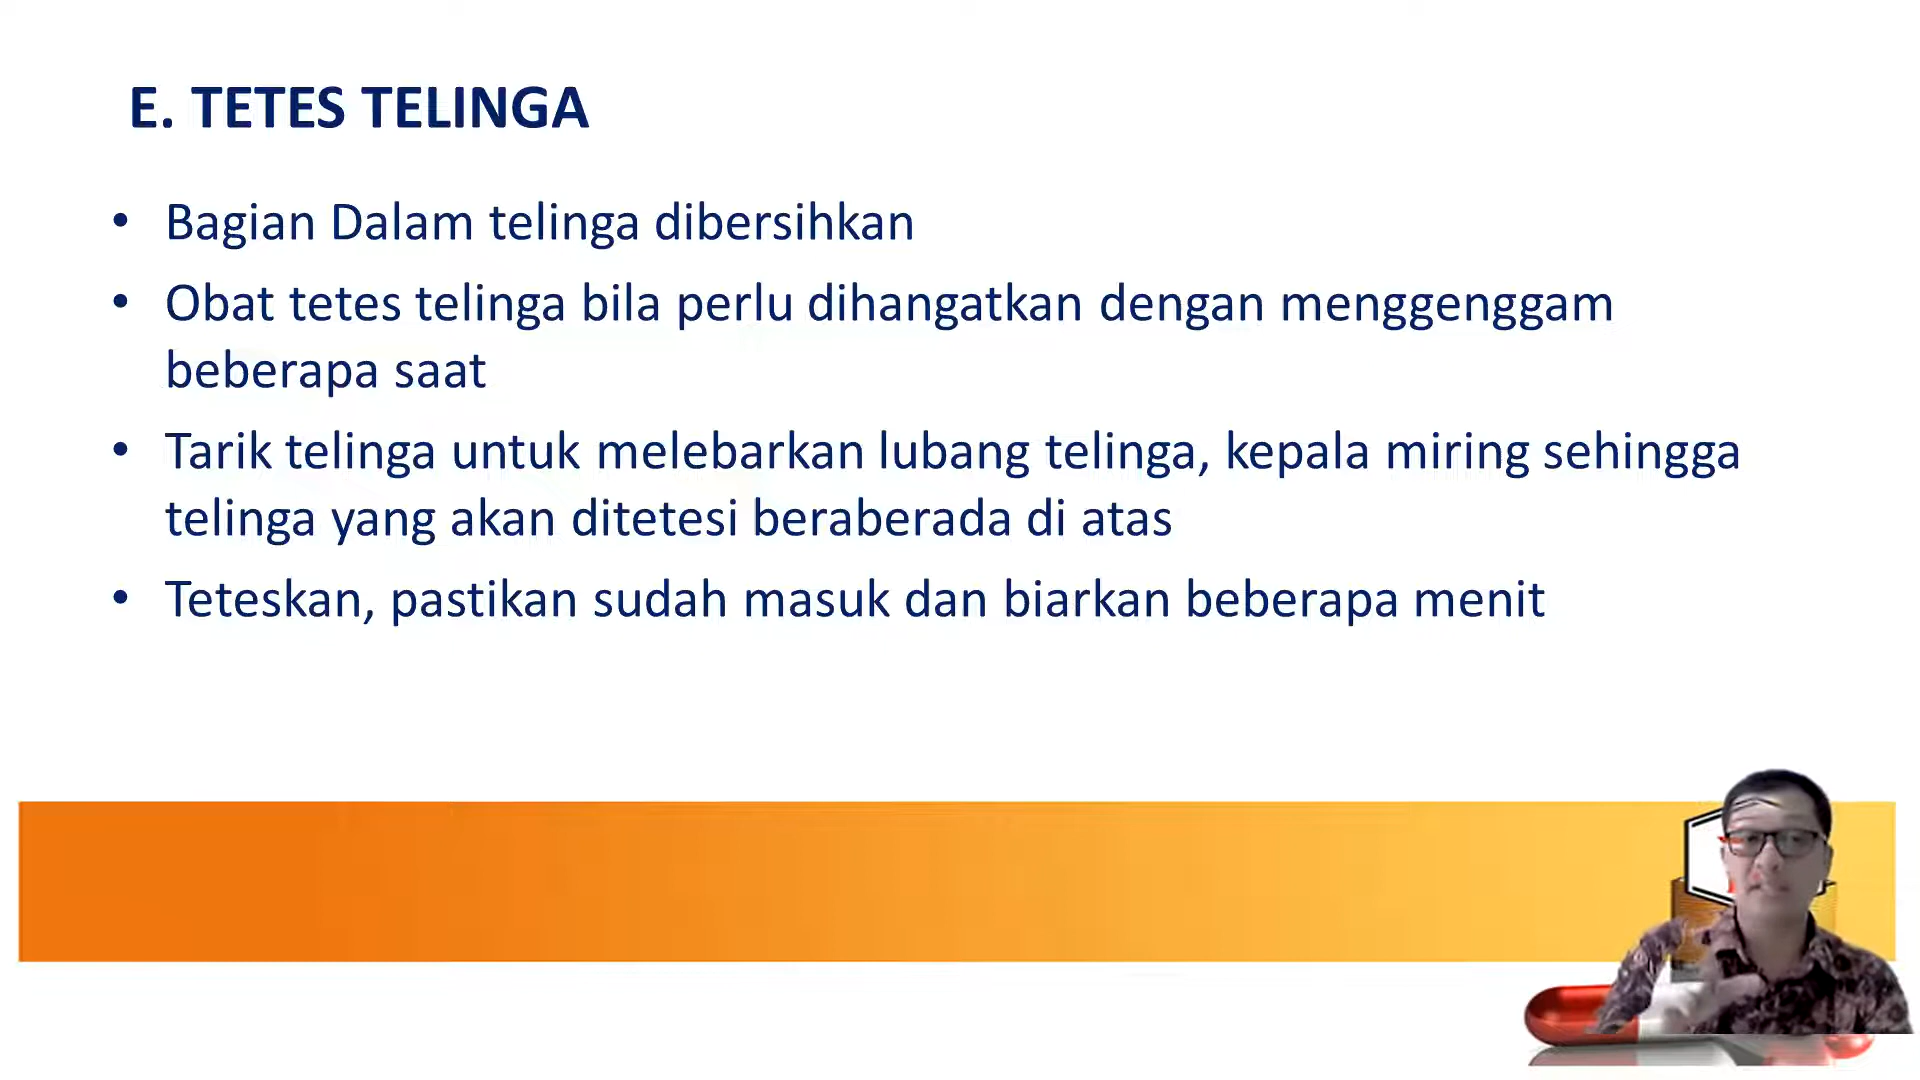 E. TETES TELINGA
• Bagian Dalam telinga dibersihkan
• Obat tetes telinga bila perlu dihangatkan dengan menggenggam
beberapa saat
• Tarik telinga untuk melebarkan lubang telinga, kepala miring sehingga
telinga yang akan ditetesi beraberada di atas
• Teteskan, pastikan sudah masuk dan biarkan beberapa menit